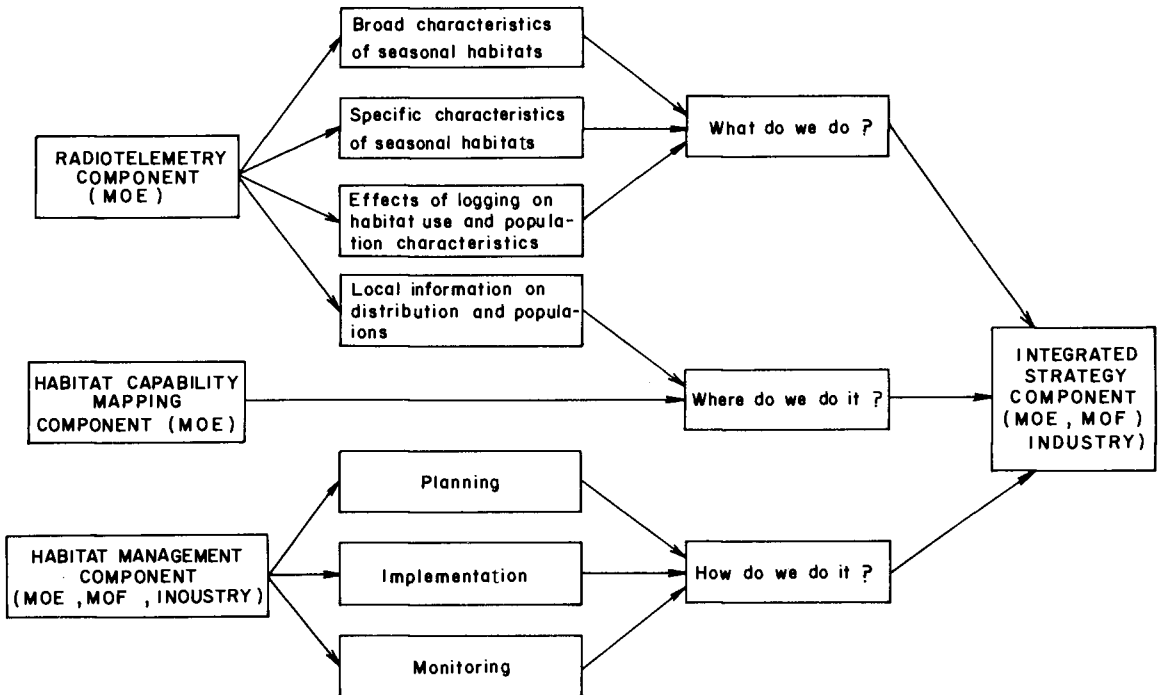 Broad characteristics
of seasonal habitats
Specific characteristics
of seasonal habitats
What do we do ?
RADIOTELEMETRY
COMPONENT
( MOE )
Effects of logging on
habitat use and popula-
tion characteristics
Local information on
distribution and popula-
ions
HABITAT CAPABILITY
MAPPING
COMPONENT (MOE)
Where do we do it ?
INTEGRATED
STRATEGY
COMPONENT
(MOE , MOF )
INDUSTRY)
Planning
HABITAT MANAGEMENT
COMPONENT
(MOE , MOF , INOUSTRY)
Implementation
How do we do it ?
Monitoring